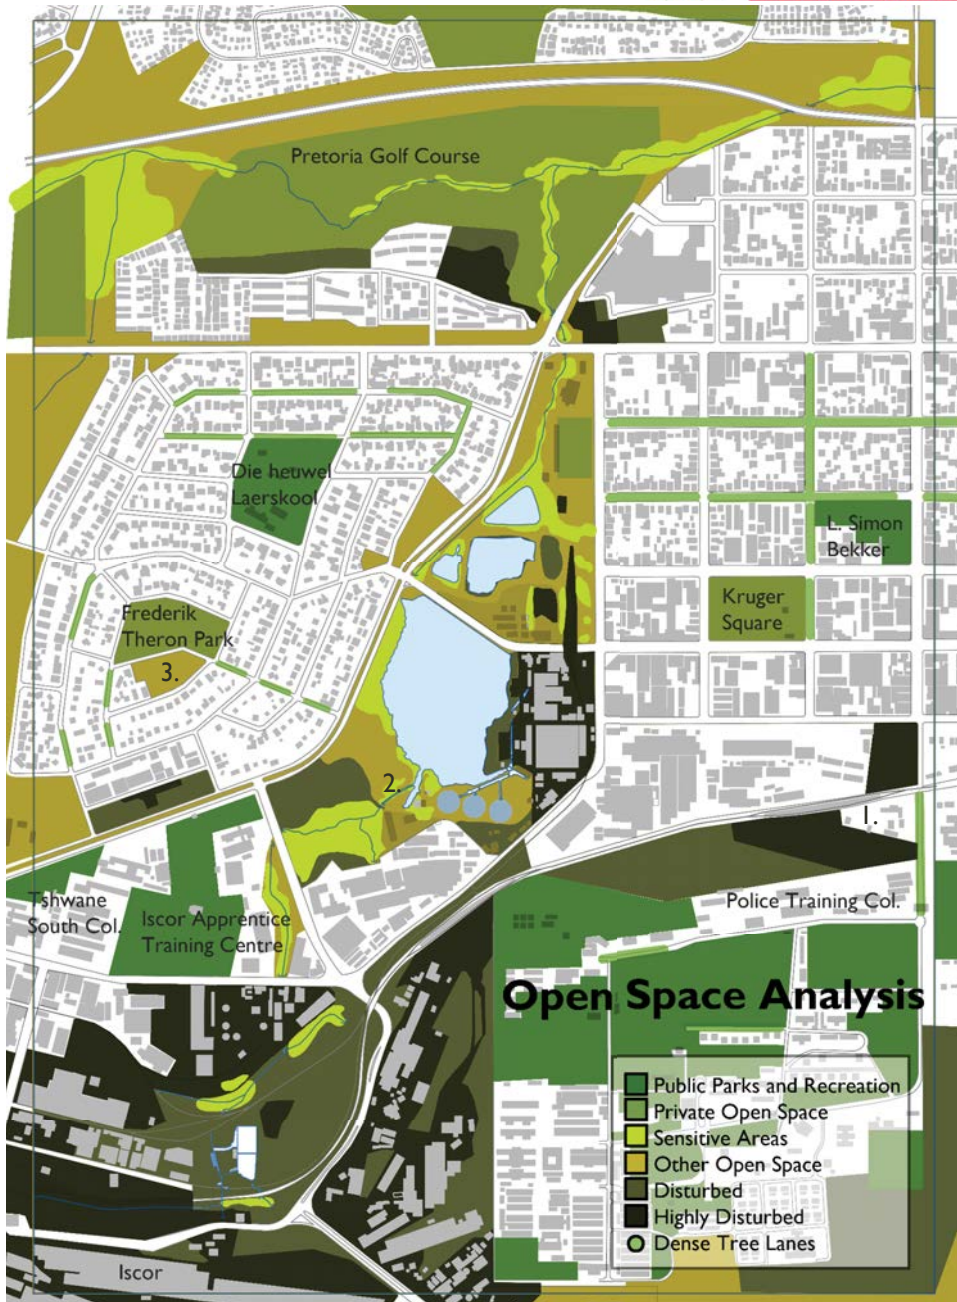 Pretoria Golf Course
Die heuwel
Laerskool
L. Simon
Bekker
Kruger
Square
Frederik
Theron Park
3.
2.
1.
Tshwane
South Col.
Iscor Apprentice
Training Centre
Police Training Col.
Open Space Analysis
Public Parks and Recreation
Private Open Space
Sensitive Areas
Other Open Space
Disturbed
Highly Disturbed
Dense Tree Lanes
Iscor